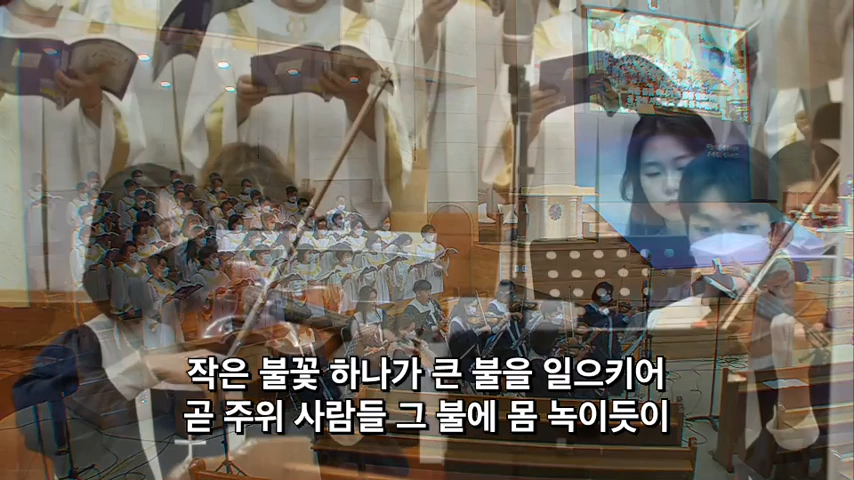 작은 불꽃 하나가 큰 불을 일으키어
곧 주위 사람들 그 불에 몸 녹이듯이